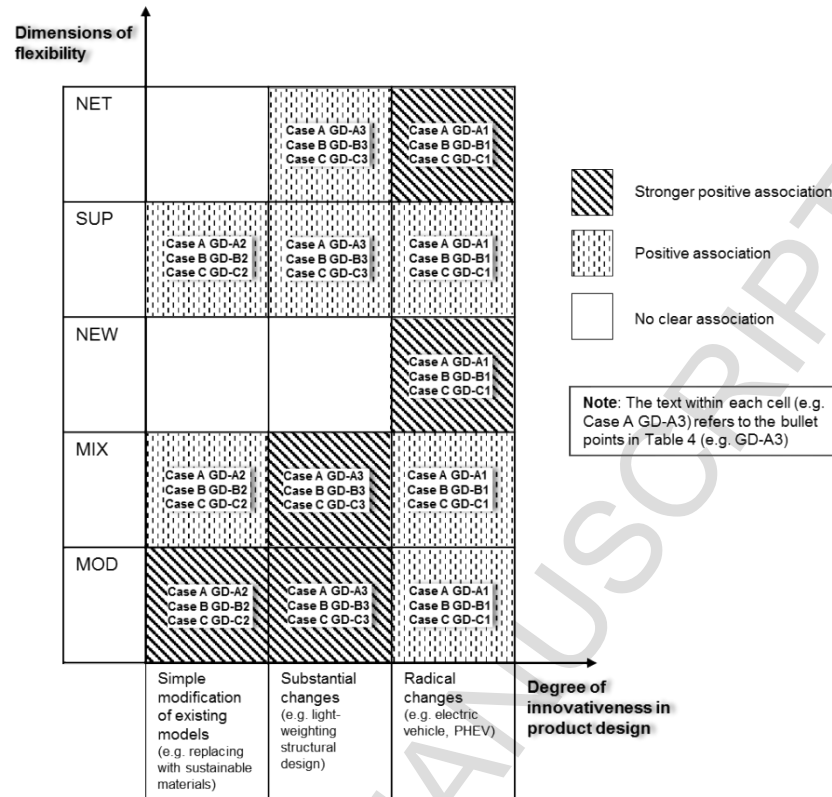 Dimensions of
flexibility
NET
Case A GD-A3
Case B GD-B3
Case C GD-C3
Case A GD-A1
Case B GD-B1
Case C GD-C1
SUP
Case A GD-A2
Case B GD-B2
Case C GD-C2
Case A GD-A3
Case B GD-B3
Case C GD-C3
Case A GD-A1
Case B GD-B1
Case C GD-C1
NEW
Case A GD-A1
Case B GD-B1
Case C GD-C1
MIX
Case A GD-A2
Case B GD-B2
Case C GD-C2
Case A GD-A3
Case B GD-B3
Case C GD-C3
Case A GD-A1
Case B GD-B1
Case C GD-C1
MOD
Case A GD-A2
Case B GD-B2
Case C GD-C2
Case A GD-A3
Case B GD-B3
Case C GD-C3
Case A GD-A1
Case B GD-B1
Case C GD-C1
Simple
modification
of existing
models
(e.g. replacing
with sustainable
materials)
Substantial
changes
(e.g. light-
weighting
structural
design)
Radical
changes
(e.g. electric
vehicle, PHEV)
Degree of
innovativeness in
product design
Stronger positive association
Positive association
No clear association
Note: The text within each cell (e.g.
Case A GD-A3) refers to the bullet
points in Table 4 (e.g. GD-A3)
ANUSCRIPT